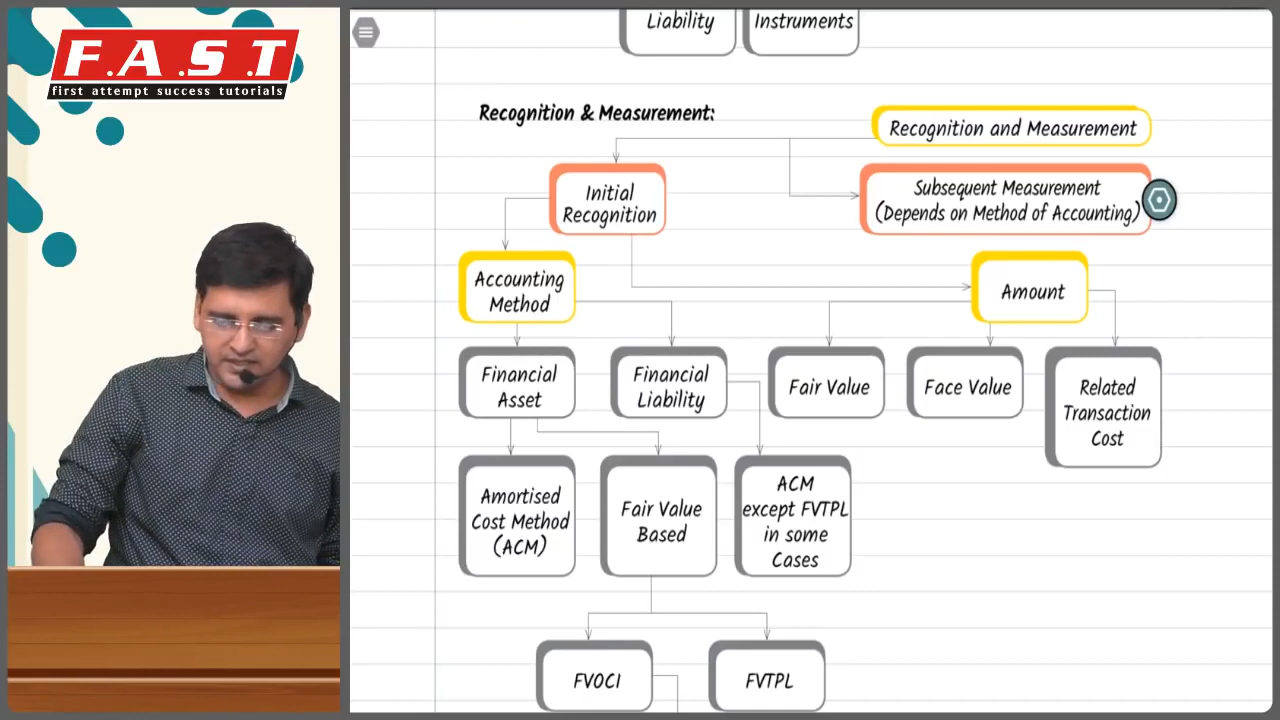 F.A.S.T
first attempt success tutorials
Liability
Instruments
Recognition & Measurement:
Recognition and Measurement
Initial
Recognition
Subsequent Measurement
(Depends on Method of Accounting)
Accounting
Method
Amount
Financial
Asset
Financial
Liability
Fair Value
Face Value
Related
Transaction
Cost
Amortised
Cost Method
(ACM)
Fair Value
Based
ACM
except FVTPL
in some
Cases
FVOCI
FVTPL